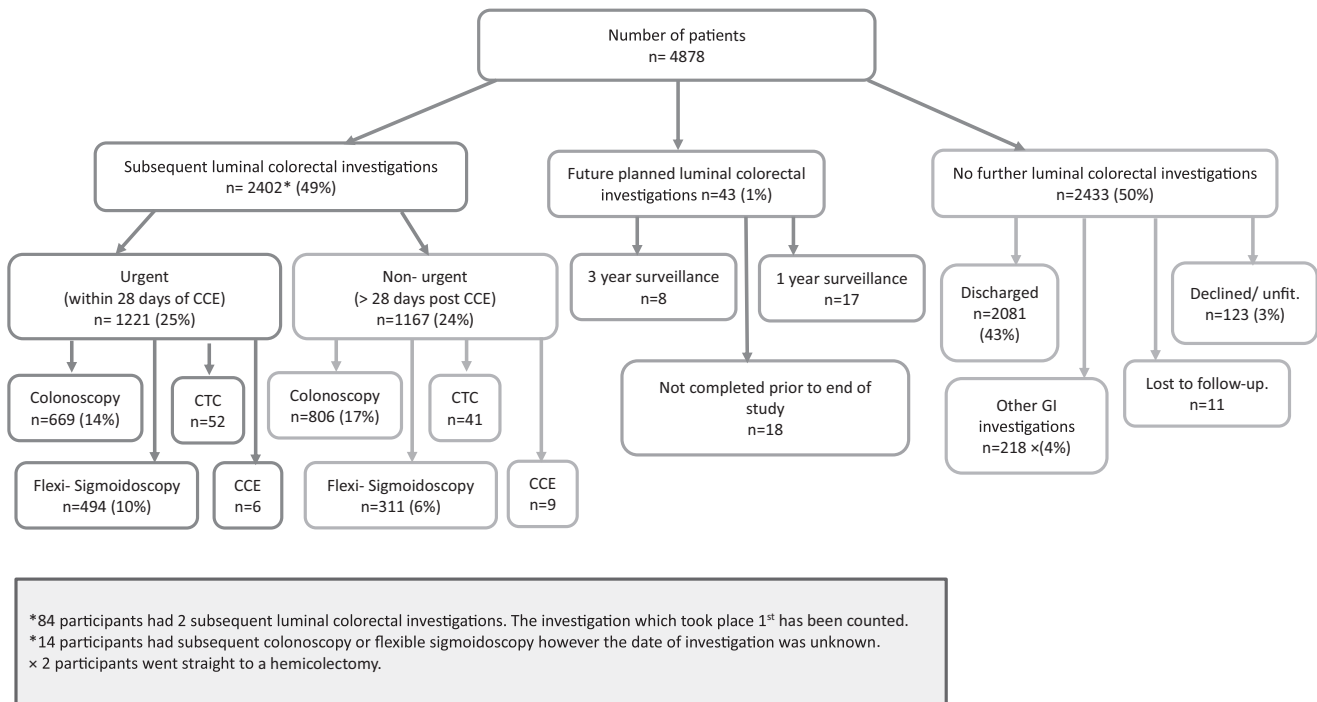 Number of patients
n= 4878
Subsequent luminal colorectal investigations
n= 2402* (49%)
Future planned luminal colorectal
investigations n=43 (1%)
No further luminal colorectal investigations
n=2433 (50%)
Urgent
(within 28 days of CCE)
n= 1221 (25%)
Non- urgent
(> 28 days post CCE)
n=1167 (24%)
3 year surveillance
n=8
1 year surveillance
n=17
Discharged
n=2081
(43%)
Declined/ unfit.
n=123 (3%)
Colonoscopy
n=669 (14%)
CTC
n=52
Colonoscopy
n=806 (17%)
CTC
n=41
Not completed prior to end of
study
n=18
Other GI
investigations
n=218 ×(4%)
Lost to follow-up.
n=11
Flexi- Sigmoidoscopy
n=494 (10%)
CCE
n=6
Flexi- Sigmoidoscopy
n=311 (6%)
CCE
n=9
*84 participants had 2 subsequent luminal colorectal investigations. The investigation which took place 1st has been counted.
*14 participants had subsequent colonoscopy or flexible sigmoidoscopy however the date of investigation was unknown.
× 2 participants went straight to a hemicolectomy.